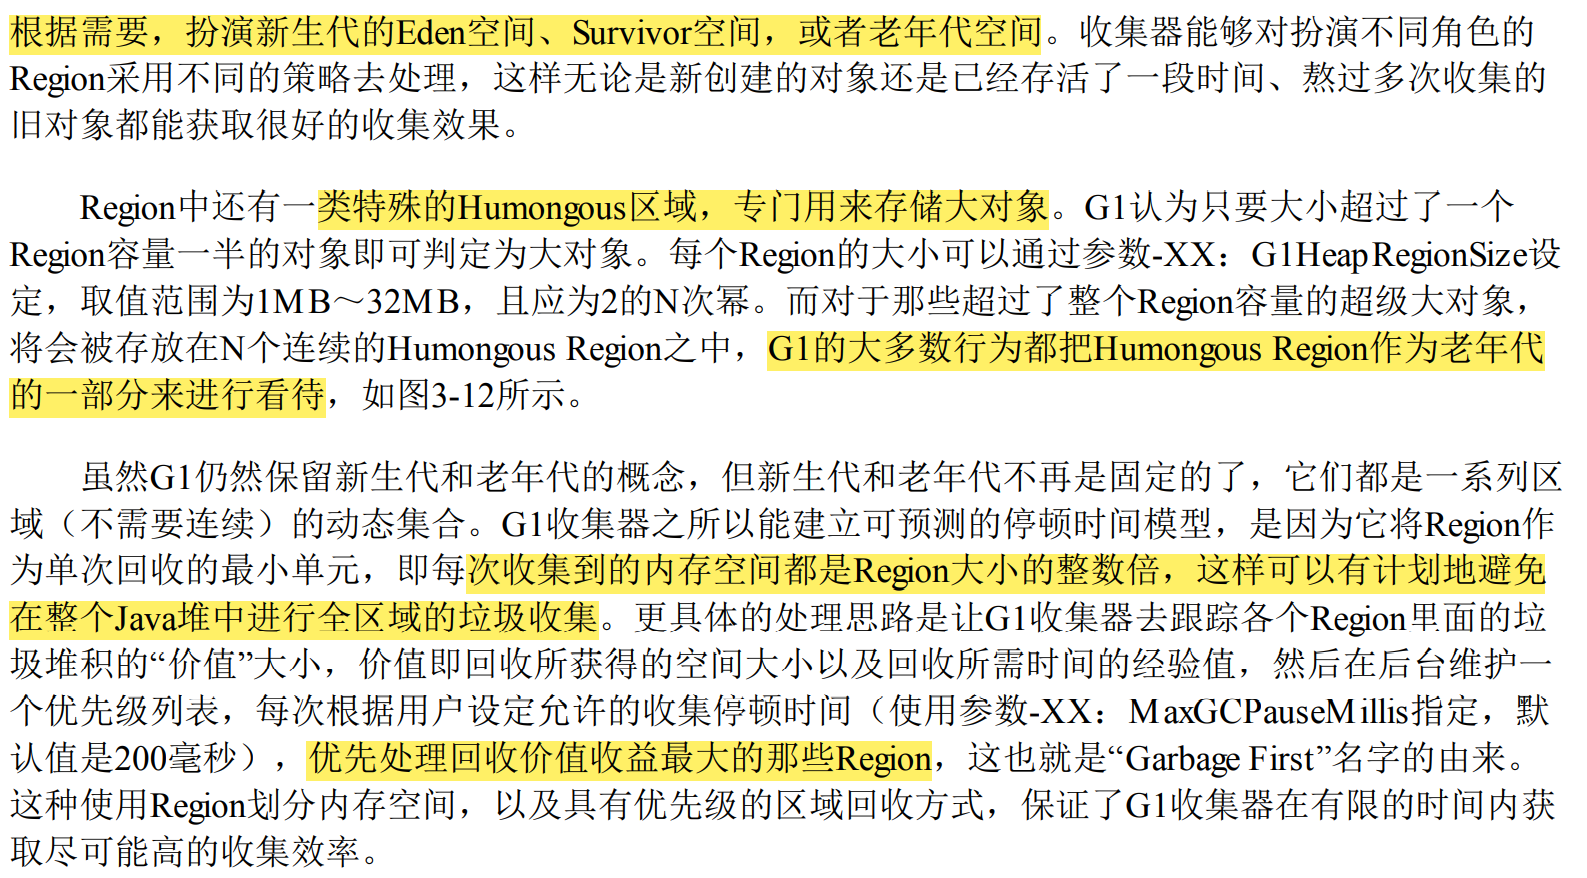 根据需要，扮演新生代的Eden空间、Survivor空间，或者老年代空间。收集器能够对扮演不同角色的
Region采用不同的策略去处理，这样无论是新创建的对象还是已经存活了一段时间、熬过多次收集的
旧对象都能获取很好的收集效果。
Region中还有一类特殊的Humongous区域，专门用来存储大对象。G1认为只要大小超过了一个
Region容量一半的对象即可判定为大对象。每个Region的大小可以通过参数-XX：G1HeapRegionSize设
定，取值范围为1MB～32MB，且应为2的N次幂。而对于那些超过了整个Region容量的超级大对象，
将会被存放在N个连续的Humongous Region之中，G1的大多数行为都把Humongous Region作为老年代
的一部分来进行看待，如图3-12所示。
虽然G1仍然保留新生代和老年代的概念，但新生代和老年代不再是固定的了，它们都是一系列区
域（不需要连续）的动态集合。G1收集器之所以能建立可预测的停顿时间模型，是因为它将Region作
为单次回收的最小单元，即每次收集到的内存空间都是Region大小的整数倍，这样可以有计划地避免
在整个Java堆中进行全区域的垃圾收集。更具体的处理思路是让G1收集器去跟踪各个Region里面的垃
圾堆积的“价值”大小，价值即回收所获得的空间大小以及回收所需时间的经验值，然后在后台维护一
个优先级列表，每次根据用户设定允许的收集停顿时间（使用参数-XX：MaxGCPauseMillis指定，默
认值是200毫秒），优先处理回收价值收益最大的那些Region，这也就是“Garbage First”名字的由来。
这种使用Region划分内存空间，以及具有优先级的区域回收方式，保证了G1收集器在有限的时间内获
取尽可能高的收集效率。